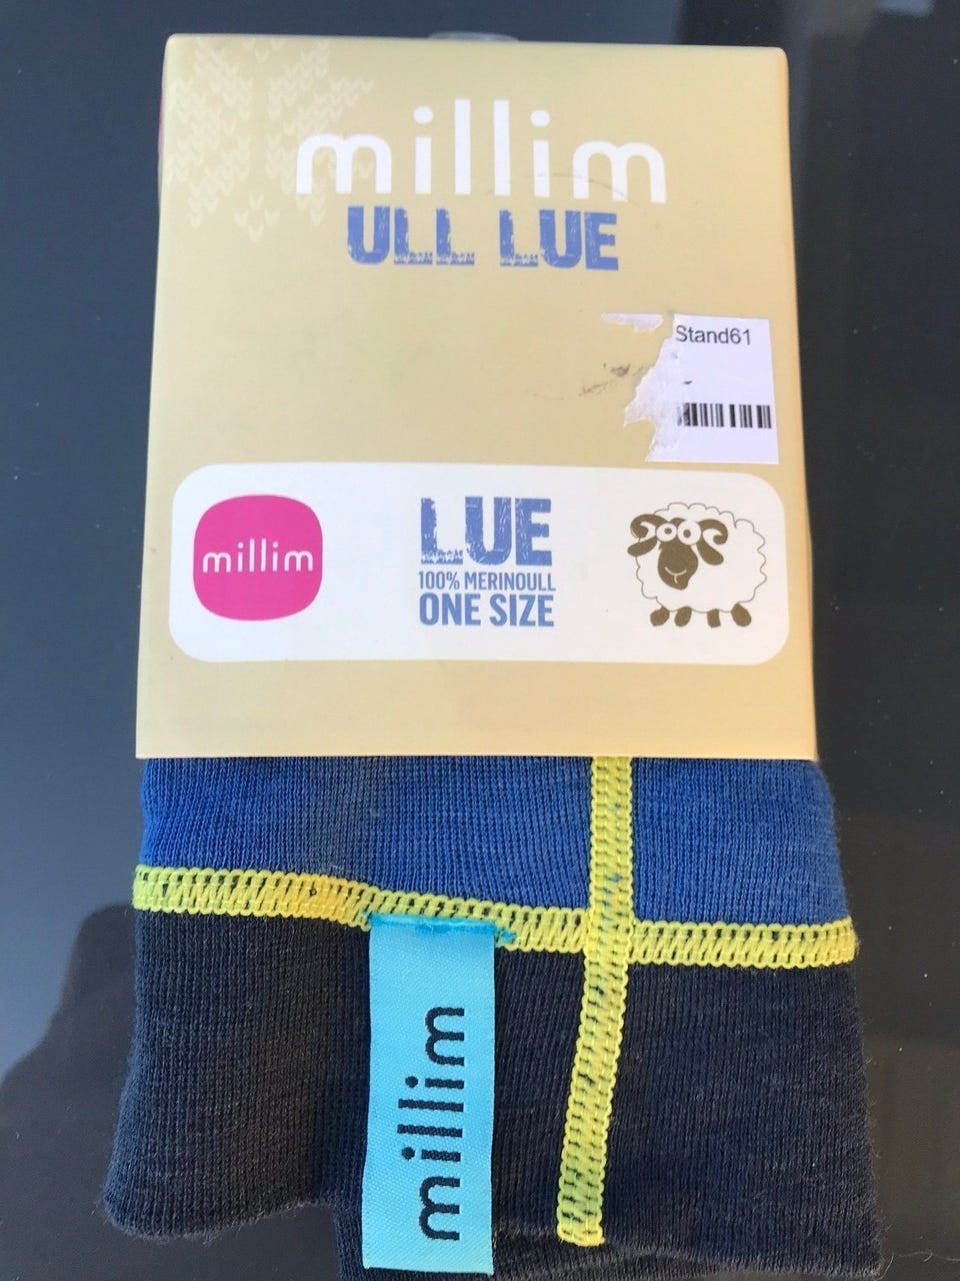 millim
ULL LUE
Stand61
millim
LUE
100% MERINOULL
ONE SIZE
millim